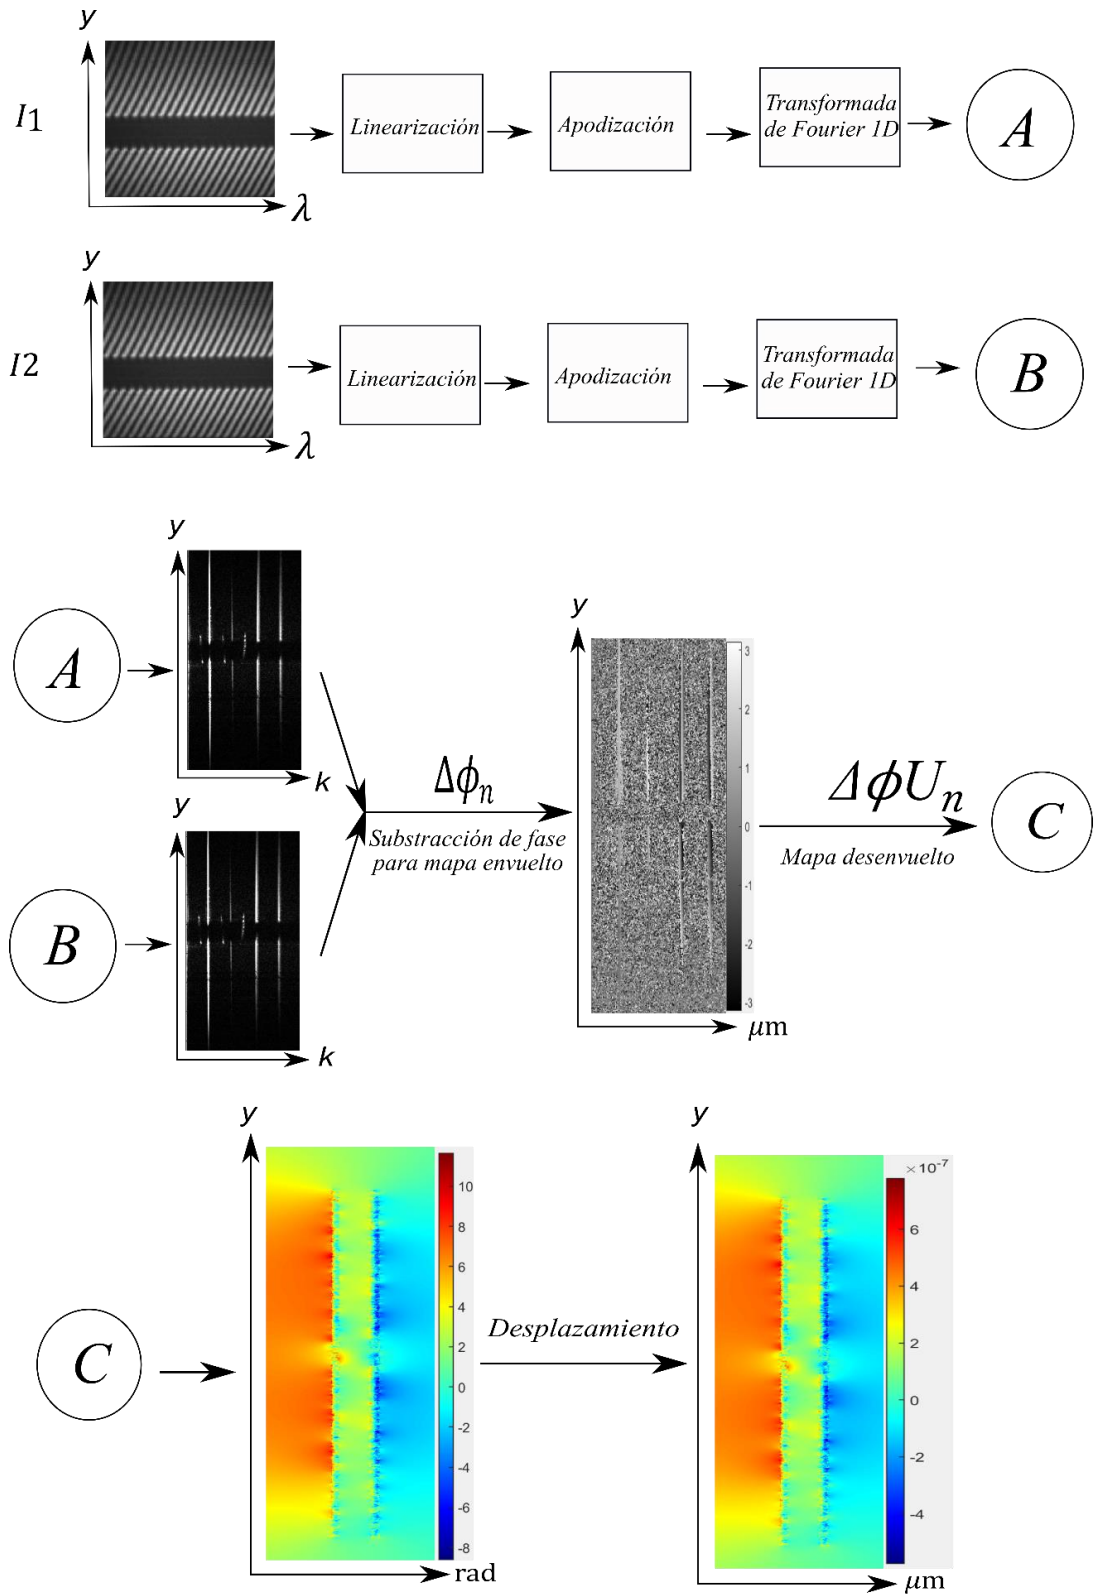 y
I1
Linearización
Apodización
Transformada
de Fourier 1D
A
λ
y
I2
Linearización
Apodización
Transformada
de Fourier 1D
B
λ
y
A
k
y
B
k
Δϕn
Substracción de fase
para mapa envuelto
y
3
2
1
0
-1
-2
-3
μm
ΔϕUn
Mapa desenvuelto
C
C
y
10
8
6
4
2
0
-2
-4
-6
-8
rad
Desplazamiento
y
×10-7
6
4
2
0
-2
-4
μm